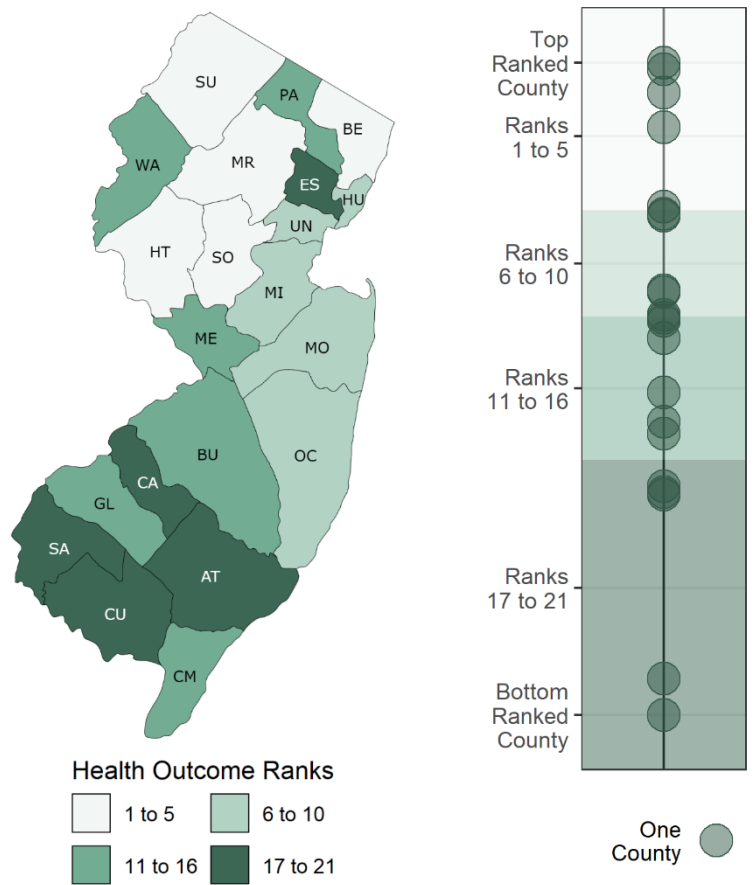 SU
PA
BE
WA
MR
ES
HU
UN
HT
SO
MI
ME
MO
BU
OC
CA
GL
SA
AT
CU
CM
Health Outcome Ranks
1 to 5
6 to 10
11 to 16
17 to 21
Top
Ranked
County
Ranks
1 to 5
Ranks
6 to 10
Ranks
11 to 16
Ranks
17 to 21
Bottom
Ranked
County
One
County